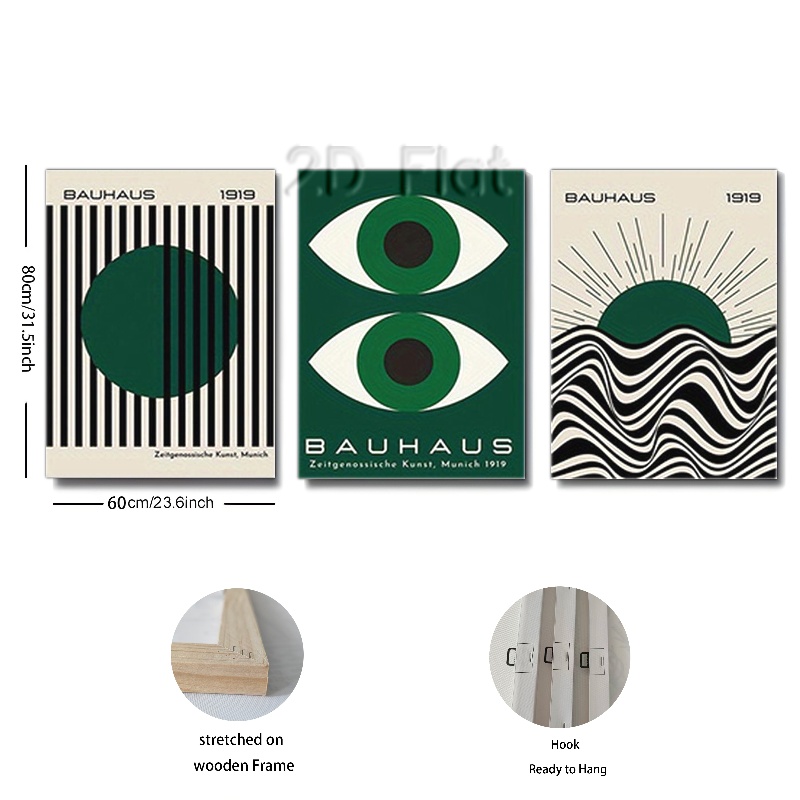 2D Flat
BAUHAUS 1919
Zeitgenossische Kunst, Munich
BAUHAUS
Zeitgenossische Kunst, Munich 1919
BAUHAUS 1919
80cm/31.5inch
60cm/23.6inch
stretched on
wooden Frame
Hook
Ready to Hang